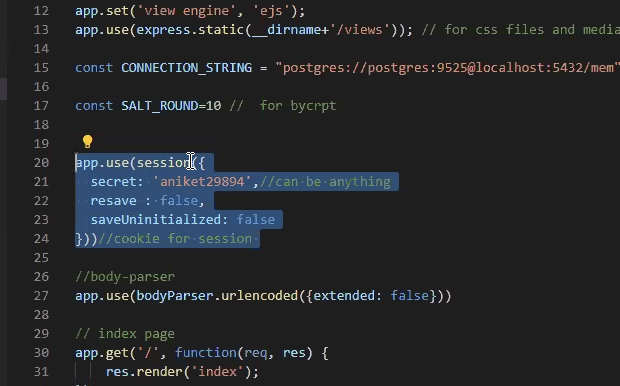 12 app.set('view engine', 'ejs');
13 app.use(express.static(__dirname+'/views')); // for css files and media
14
15 const CONNECTION_STRING = "postgres://postgres:9525@localhost:5432/mem"
16
17 const SALT_ROUND=10 //  for bycrpt
18
19
20 app.use(session({
21   secret: 'aniket29894',//can be anything
22   resave : false,
23   saveUninitialized: false
24 }))//cookie for session
25
26 //body-parser
27 app.use(bodyParser.urlencoded({extended: false}))
28
29 // index page
30 app.get('/', function(req, res) {
31     res.render('index');